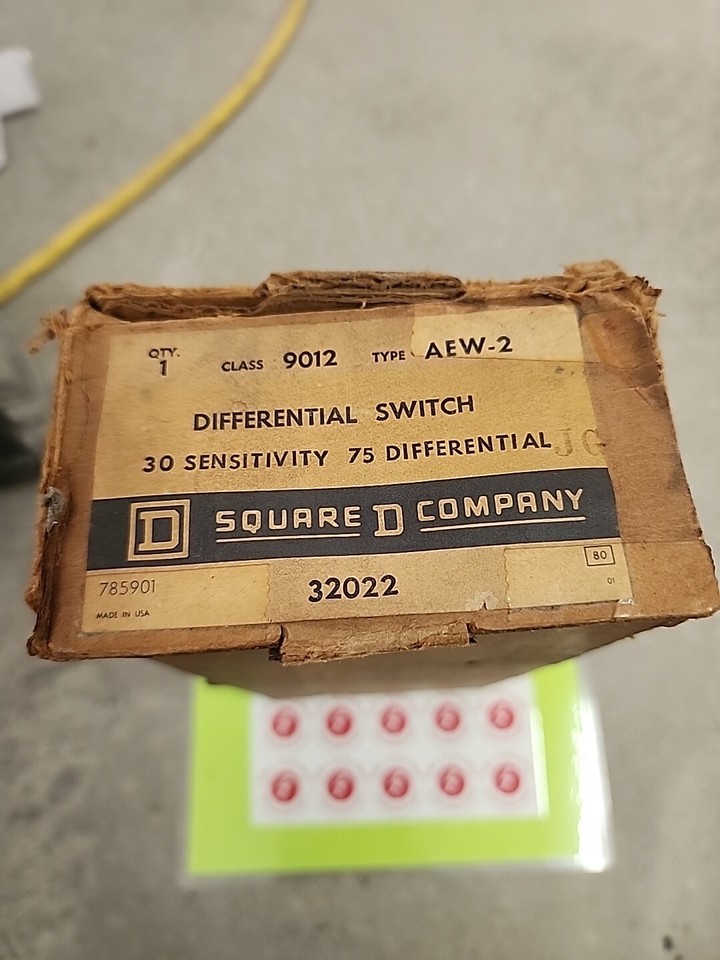 QTY. 1 CLASS 9012 TYPE AEW-2
DIFFERENTIAL SWITCH
30 SENSITIVITY 75 DIFFERENTIAL
D SQUARE D COMPANY
785901 32022 80
MADE IN USA 01